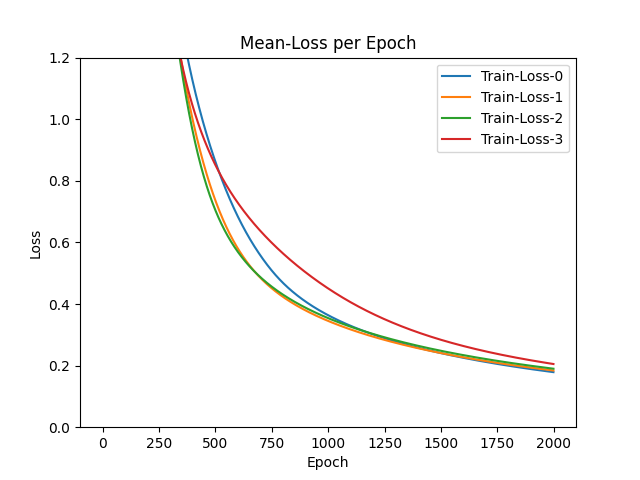 Mean-Loss per Epoch
1.2
1.0
0.8
0.6
0.4
0.2
0.0
Loss
Train-Loss-0
Train-Loss-1
Train-Loss-2
Train-Loss-3
0 250 500 750 1000 1250 1500 1750 2000
Epoch